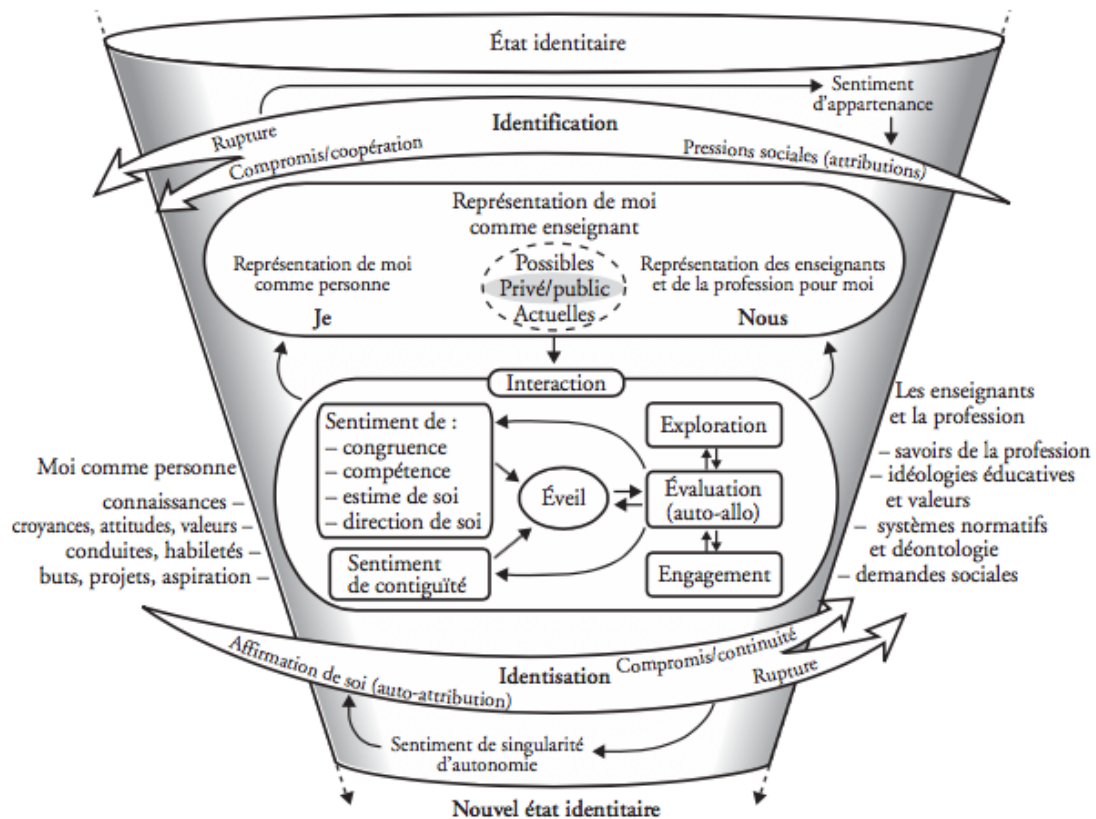 État identitaire
Sentiment
d'appartenance
Rupture
Identification
Compromis/coopération
Pressions sociales (attributions)
Représentation de moi
comme enseignant
Représentation de moi
comme personne
Je
Possibles
Privé/public
Actuelles
Représentation des enseignants
et de la profession pour moi
Nous
Interaction
Sentiment de :
– congruence
– compétence
– estime de soi
– direction de soi
Sentiment
de contiguïté
Éveil
Exploration
Évaluation
(auto-allo)
Engagement
Moi comme personne
connaissances –
croyances, attitudes, valeurs –
conduites, habiletés –
buts, projets, aspiration –
Les enseignants
et la profession
– savoirs de la profession
– idéologies éducatives
et valeurs
– systèmes normatifs
et déontologie
– demandes sociales
Affirmation de soi (auto-attribution)
Identisation
Compromis/continuité
Rupture
Sentiment de singularité
d'autonomie
Nouvel état identitaire